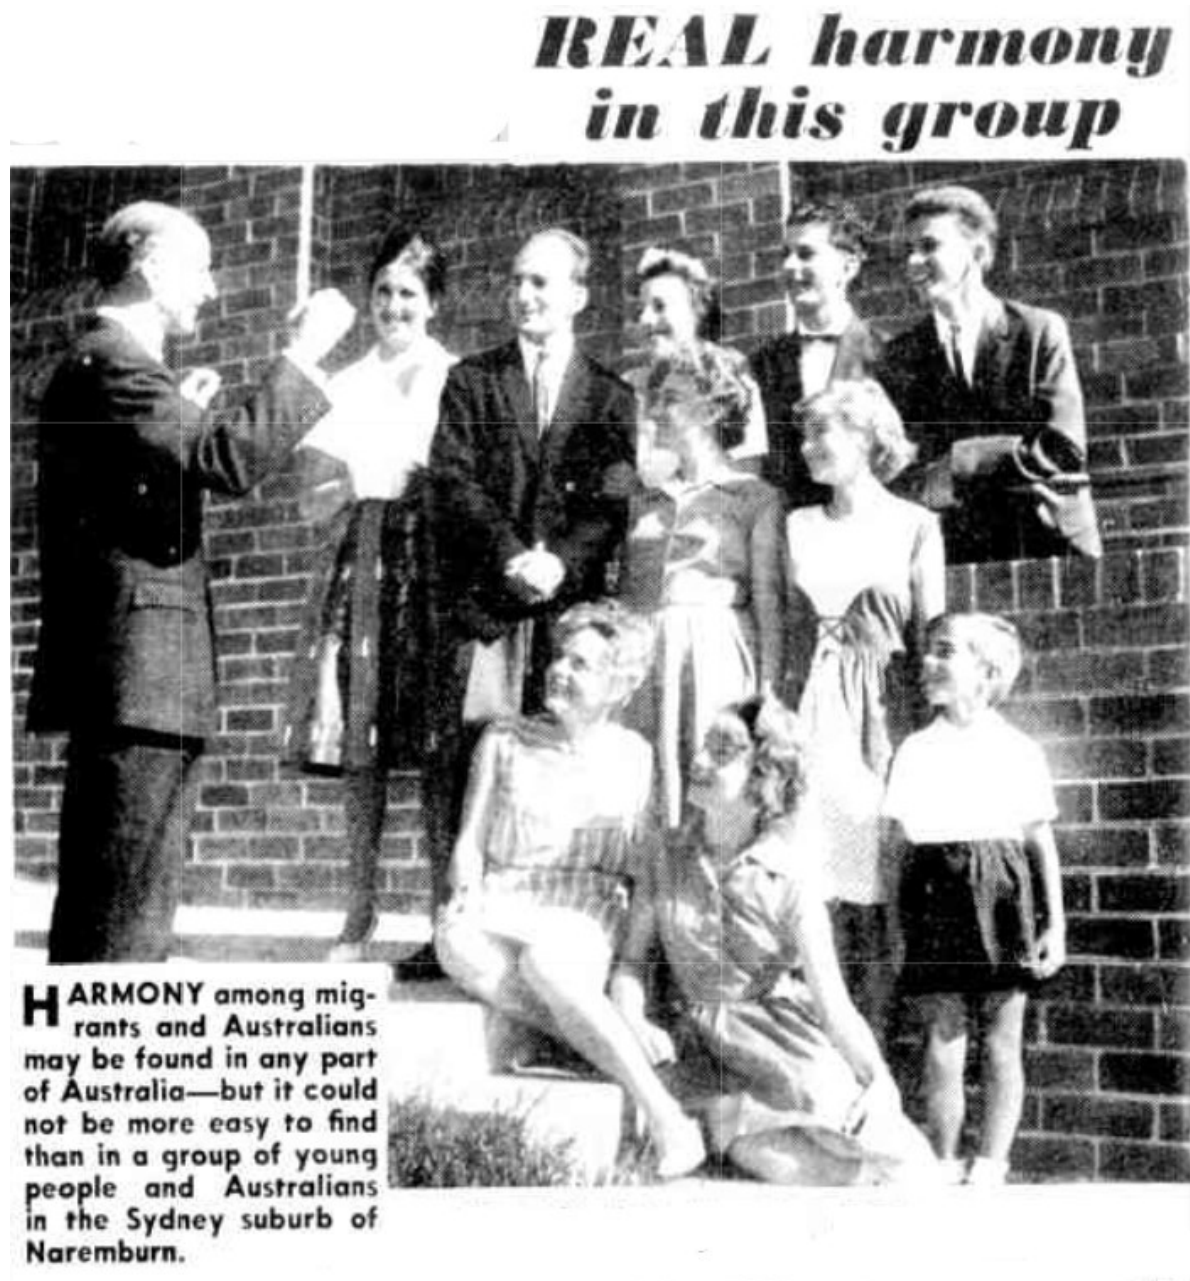 REAL harmony
in this group
HARMONY among mig-
rants and Australians
may be found in any part
of Australia—but it could
not be more easy to find
than in a group of young
people and Australians
in the Sydney suburb of
Naremburn.